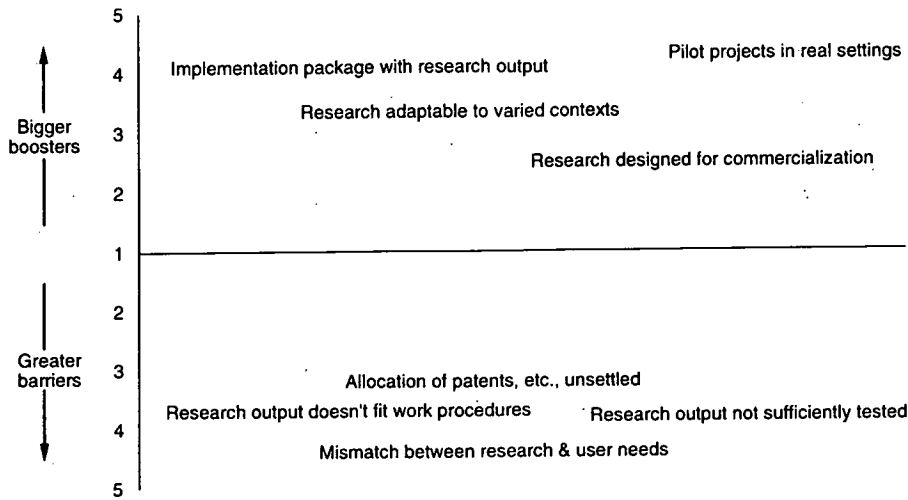 5
Pilot projects in real settings
Implementation package with research output
4
Research adaptable to varied contexts
Bigger
boosters
3
Research designed for commercialization
2
1
2
Greater
barriers
3
Allocation of patents, etc., unsettled
Research output doesn't fit work procedures
Research output not sufficiently tested
4
Mismatch between research & user needs
5